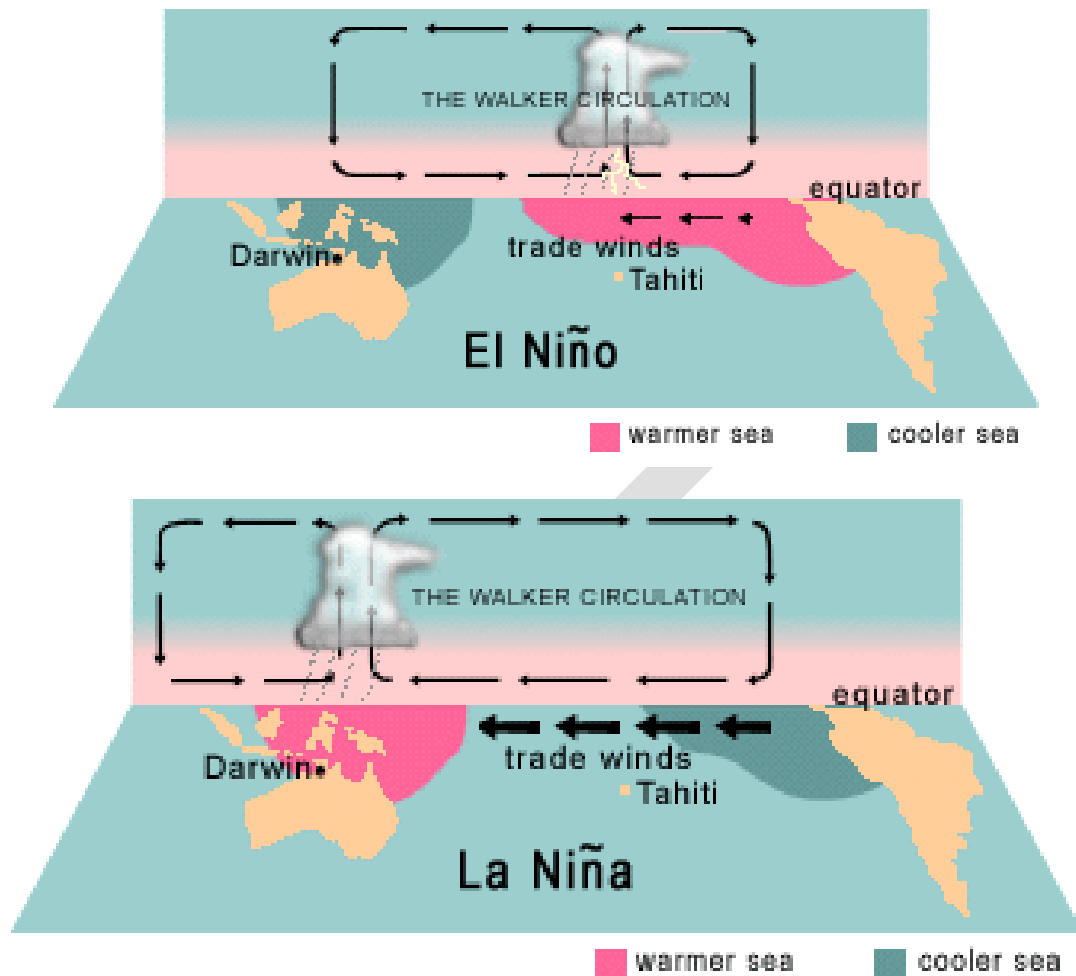 THE WALKER CIRCULATION
equator
Darwin
trade winds
Tahiti
El Niño
warmer sea
cooler sea
THE WALKER CIRCULATION
equator
Darwin
trade winds
Tahiti
La Niña
warmer sea
cooler sea